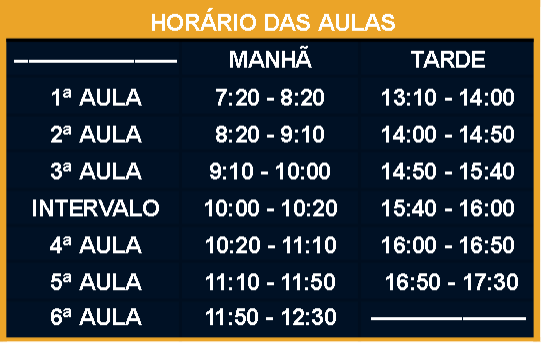 HORÁRIO DAS AULAS
MANHÃ TARDE
1ª AULA 7:20 - 8:20 13:10 - 14:00
2ª AULA 8:20 - 9:10 14:00 - 14:50
3ª AULA 9:10 - 10:00 14:50 - 15:40
INTERVALO 10:00 - 10:20 15:40 - 16:00
4ª AULA 10:20 - 11:10 16:00 - 16:50
5ª AULA 11:10 - 11:50 16:50 - 17:30
6ª AULA 11:50 - 12:30